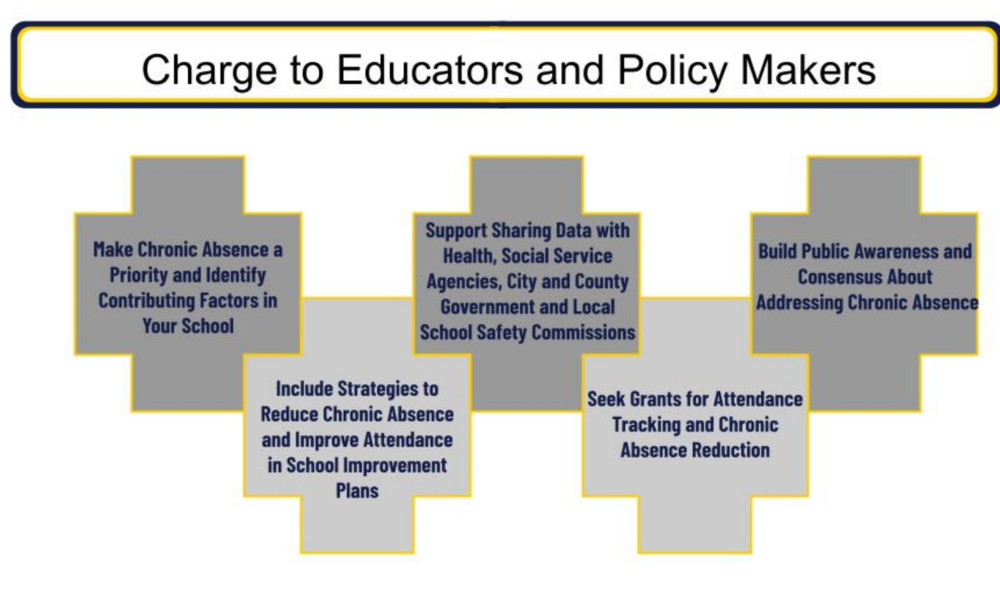 Charge to Educators and Policy Makers
Make Chronic Absence a
Priority and Identify
Contributing Factors in
Your School
Include Strategies to
Reduce Chronic Absence
and Improve Attendance
in School Improvement
Plans
Support Sharing Data with
Health, Social Service
Agencies, City and County
Government and Local
School Safety Commissions
Seek Grants for Attendance
Tracking and Chronic
Absence Reduction
Build Public Awareness and
Consensus About
Addressing Chronic Absence